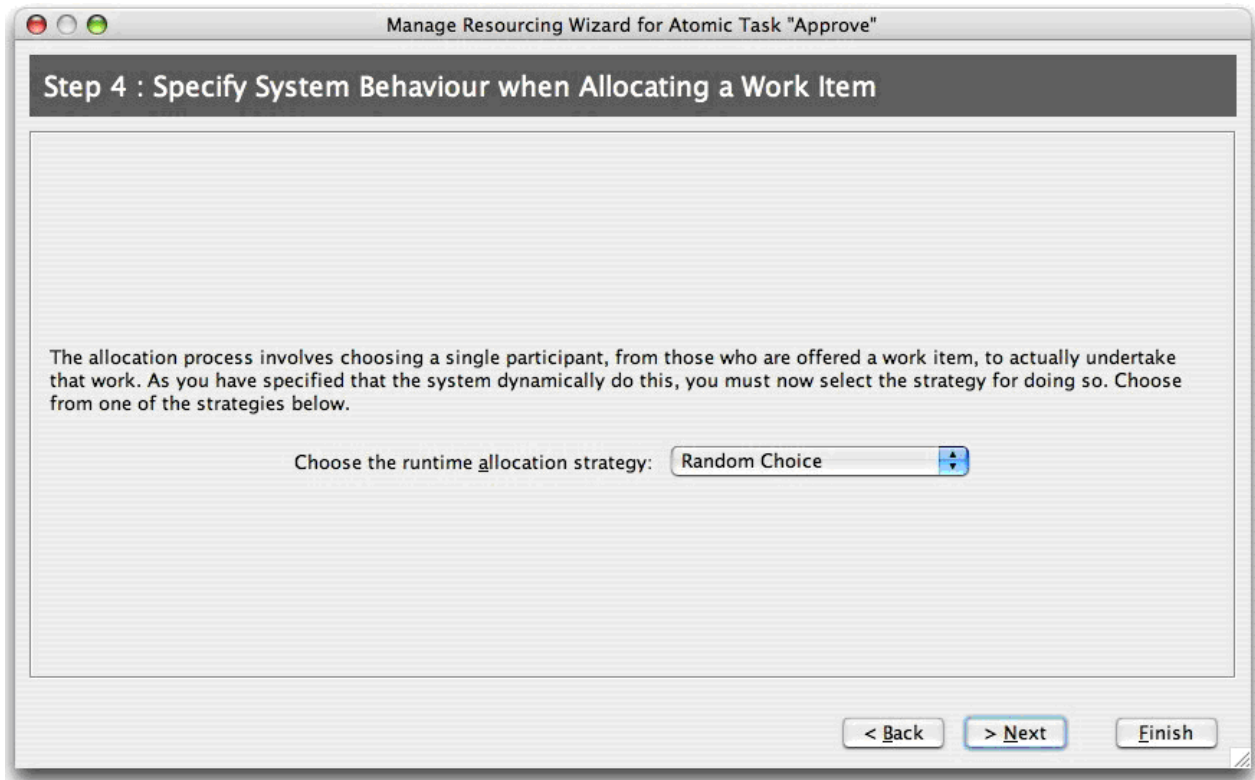 Manage Resourcing Wizard for Atomic Task "Approve"
Step 4 : Specify System Behaviour when Allocating a Work Item
The allocation process involves choosing a single participant, from those who are offered a work item, to actually undertake
that work. As you have specified that the system dynamically do this, you must now select the strategy for doing so. Choose
from one of the strategies below.
Choose the runtime allocation strategy: Random Choice
< Back > Next Finish